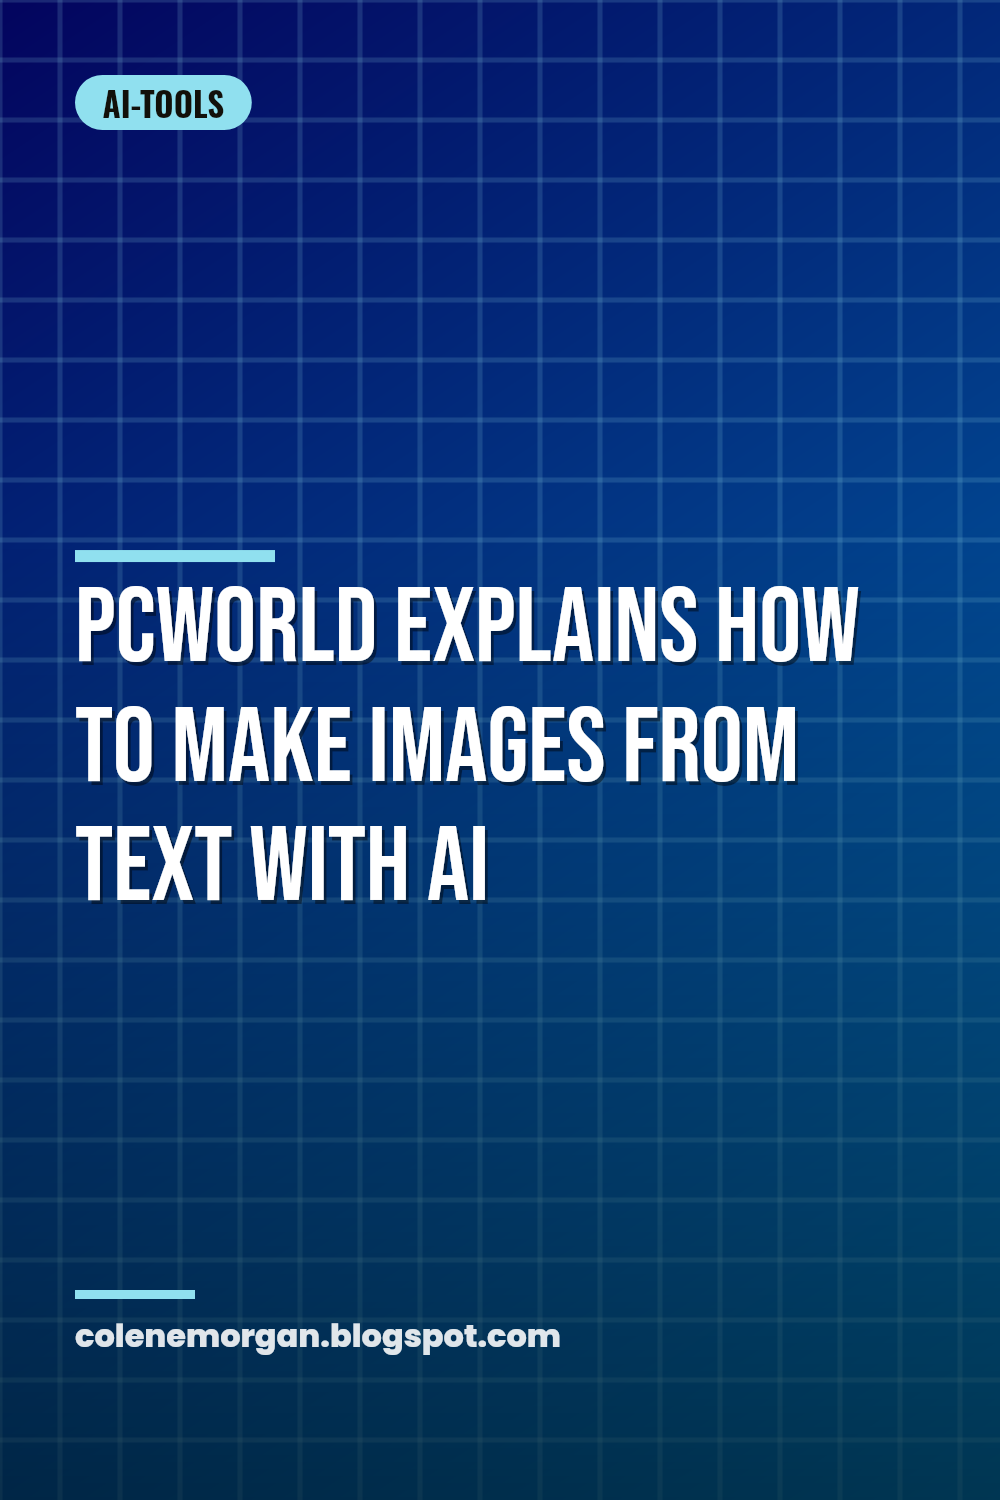 AI-TOOLS
PCWORLD EXPLAINS HOW
TO MAKE IMAGES FROM
TEXT WITH AI
colenemorgan.blogspot.com